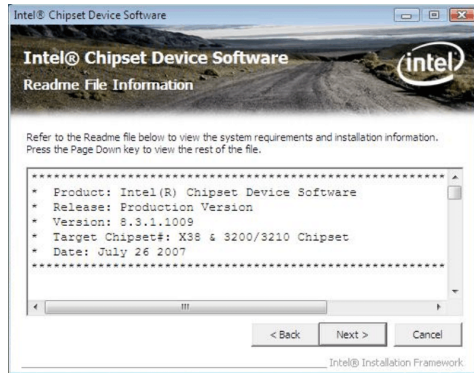 Intel® Chipset Device Software
Intel® Chipset Device Software
intel
Readme File Information
Refer to the Readme file below to view the system requirements and installation information.
Press the Page Down key to view the rest of the file.
************************************************************
* Product: Intel(R) Chipset Device Software
* Release: Production Version
* Version: 8.3.1.1009
* Target Chipset#: X38 & 3200/3210 Chipset
* Date: July 26 2007
************************************************************
< Back Next > Cancel
Intel® Installation Framework